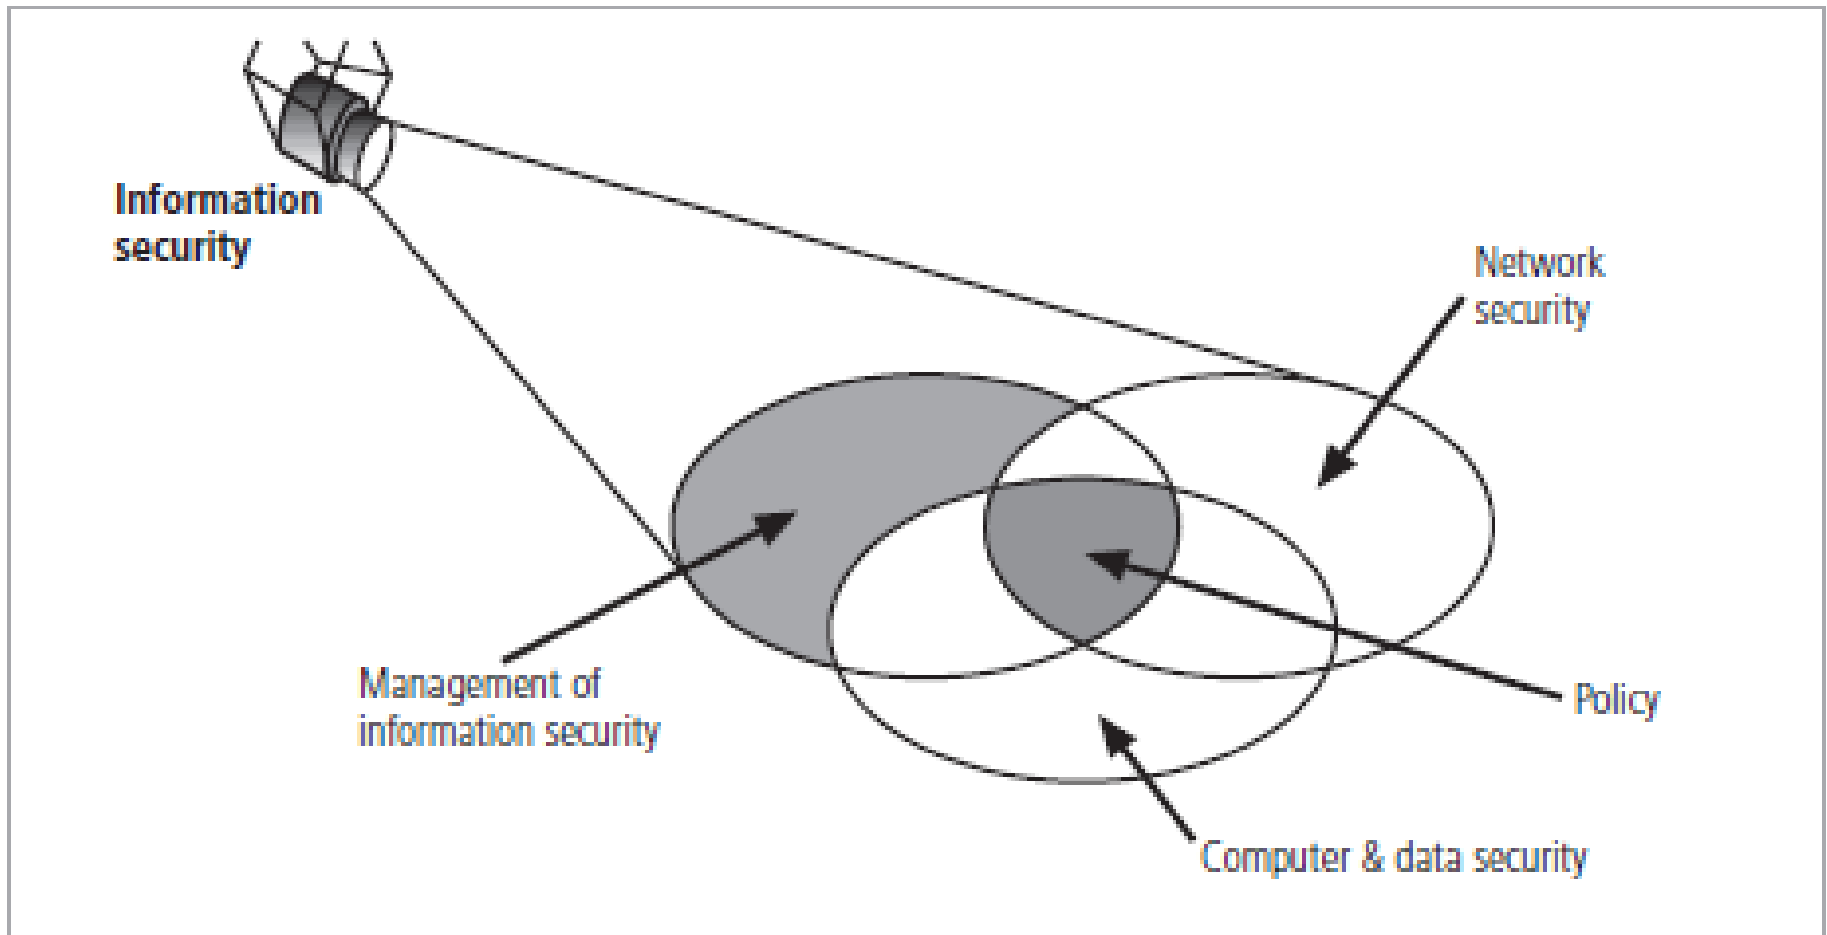 Information
security
Network
security
Management of
information security
Policy
Computer & data security